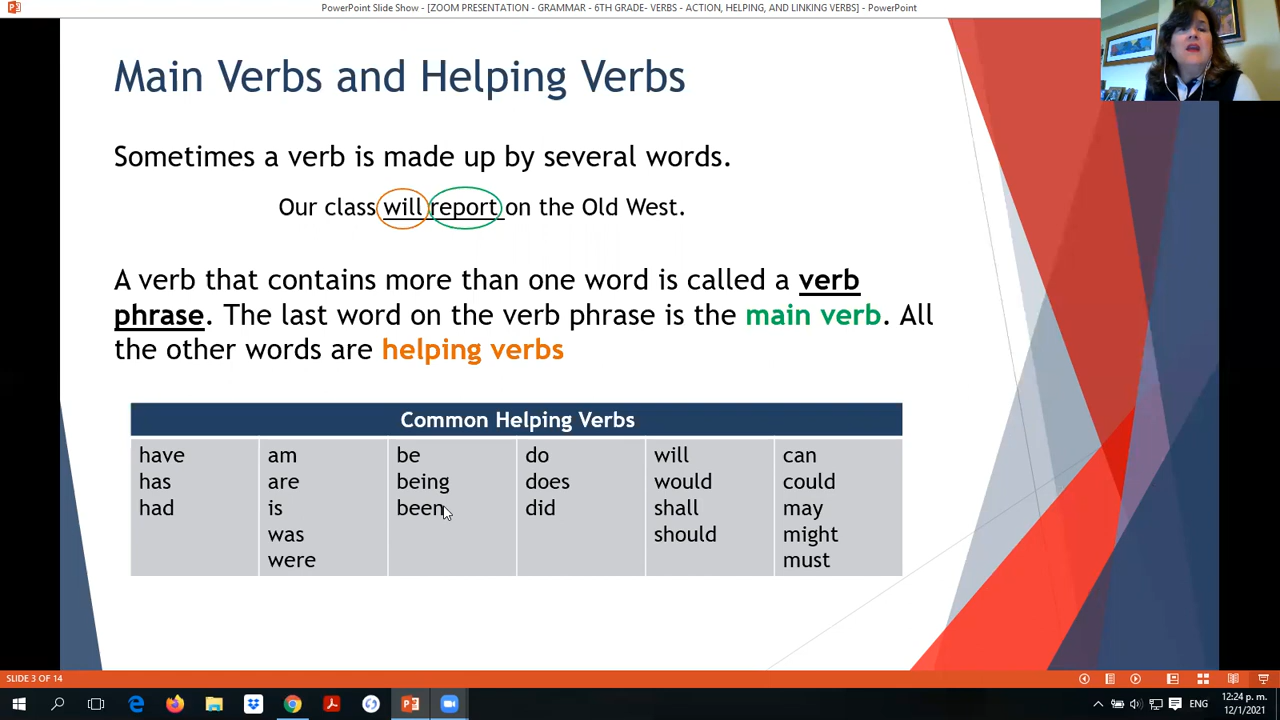 PowerPoint Slide Show - [ZOOM PRESENTATION - GRAMMAR - 6TH GRADE- VERBS - ACTION, HELPING, AND LINKING VERBS] - PowerPoint
Main Verbs and Helping Verbs
Sometimes a verb is made up by several words.
Our class will report on the Old West.
A verb that contains more than one word is called a verb
phrase. The last word on the verb phrase is the main verb. All
the other words are helping verbs
Common Helping Verbs
have am be do will can
has are being does would could
had is been did shall may
was should might
were must
SLIDE 3 OF 14
ENG
12:24 p. m.
12/1/2021